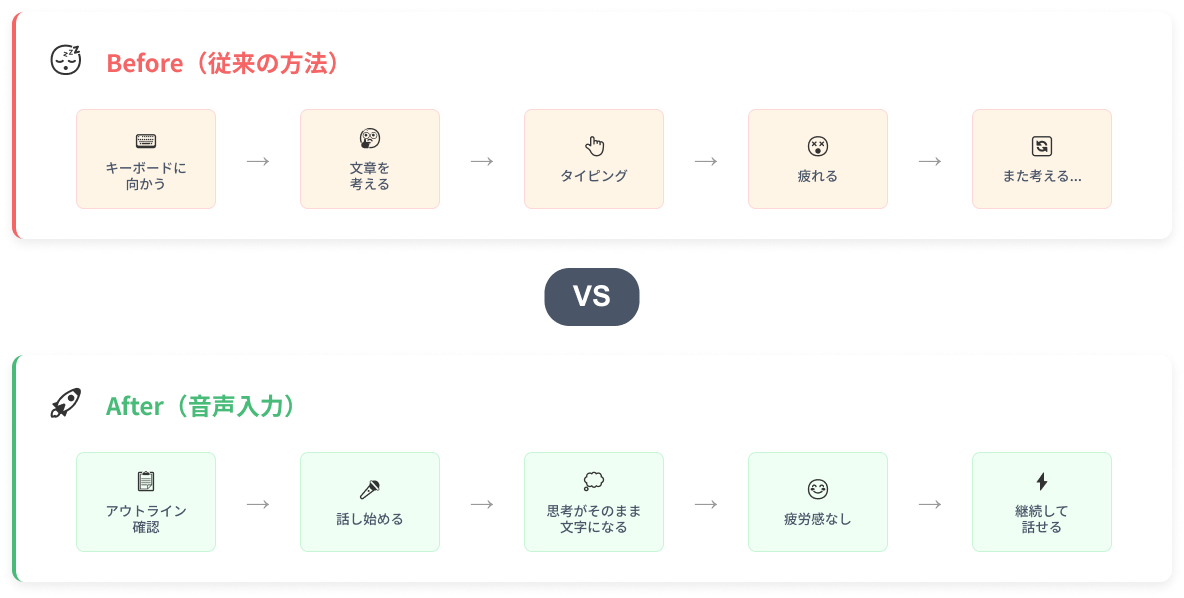 Before（従来の方法）
キーボードに
向かう
→
文章を
考える
→
タイピング
→
疲れる
→
また考える...
VS
After（音声入力）
アウトライン
確認
→
話し始める
→
思考がそのまま
文字になる
→
疲労感なし
→
継続して
話せる